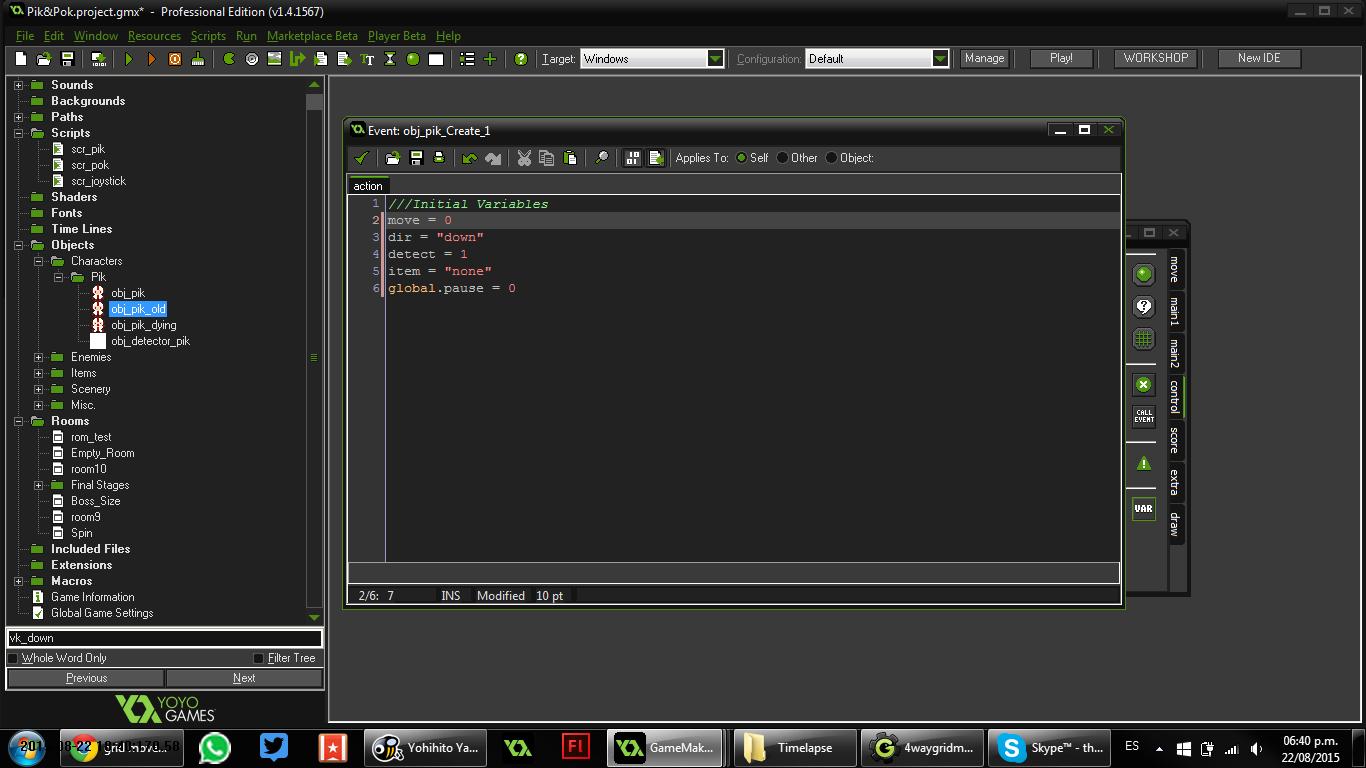 Pik&Pok.project.gmx* - Professional Edition (v1.4.1567)
File Edit Window Resources Scripts Run Marketplace Beta Player Beta Help
Target: Windows Configuration: Default Manage Play! WORKSHOP New IDE
Sounds
Backgrounds
Paths
Scripts
scr_pik
scr_pok
scr_joystick
Shaders
Fonts
Time Lines
Objects
Characters
Pik
obj_pik
obj_pik_old
obj_pik_dying
obj_detector_pik
Enemies
Items
Scenery
Misc.
Rooms
rom_test
Empty_Room
room10
Final Stages
Boss_Size
room9
Spin
Included Files
Extensions
Macros
Game Information
Global Game Settings
vk_down
Whole Word Only Filter Tree
Previous Next
YOYO
GAMES
Event: obj_pik_Create_1
Applies To: Self Other Object:
action
1 ///Initial Variables
2 move = 0
3 dir = "down"
4 detect = 1
5 item = "none"
6 global.pause = 0
2/6: 7 INS Modified 10 pt
move
main1
main2
control
score
extra
draw
CALL
EVENT
VAR
Yohihito Ya...
FI
GameMak...
Timelapse
4waygridm...
Skype™ - th...
ES
06:40 p.m.
22/08/2015